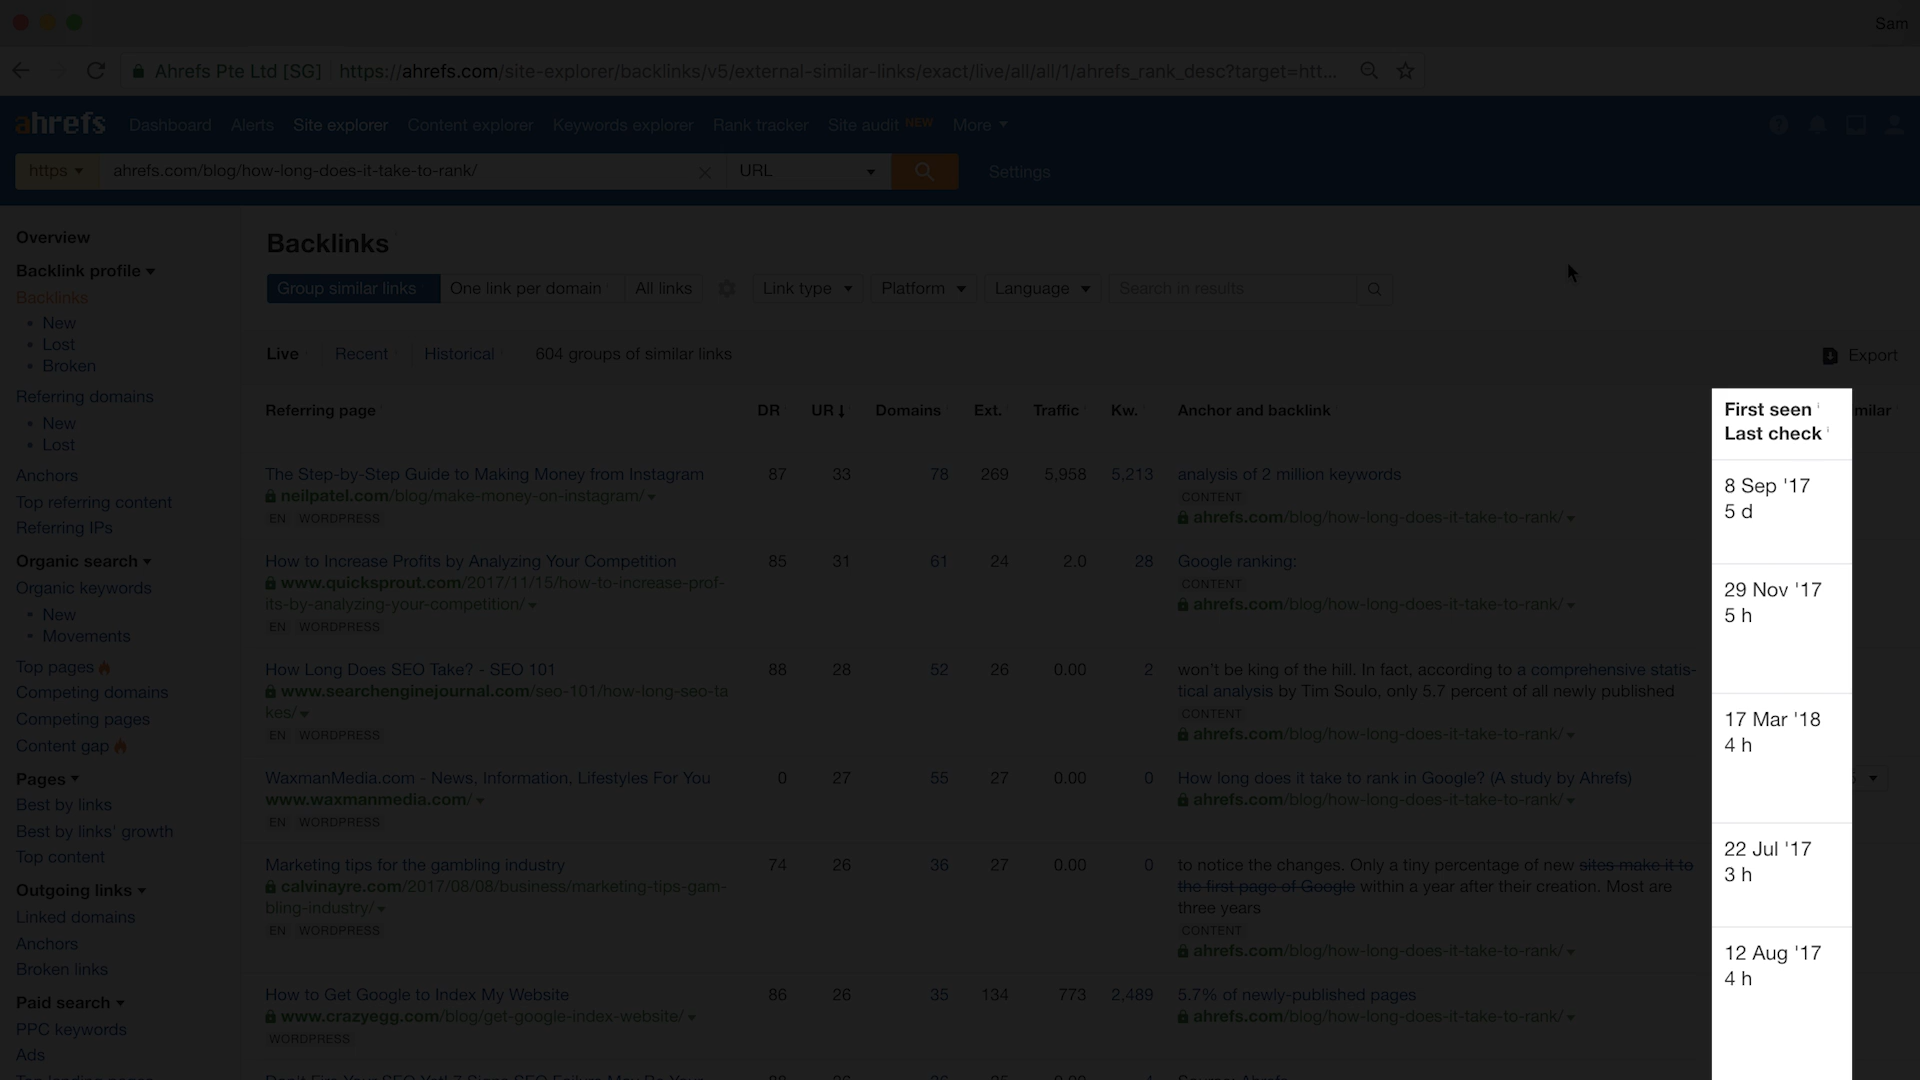 Sam
Ahrefs Pte Ltd [SG] https://ahrefs.com/site-explorer/backlinks/v5/external-similar-links/exact/live/all/all/1/ahrefs_rank_desc?target=htt...
ahrefs Dashboard Alerts Site explorer Content explorer Keywords explorer Rank tracker Site audit NEW More
https ahrefs.com/blog/how-long-does-it-take-to-rank/ URL Settings
Overview
Backlink profile
Backlinks
New
Lost
Broken
Referring domains
New
Lost
Anchors
Top referring content
Referring IPs
Organic search
Organic keywords
New
Movements
Top pages
Competing domains
Competing pages
Content gap
Pages
Best by links
Best by links' growth
Top content
Outgoing links
Linked domains
Anchors
Broken links
Paid search
PPC keywords
Ads
Backlinks
Group similar links One link per domain All links Link type Platform Language Search in results
Live Recent Historical 604 groups of similar links Export
Referring page DR UR Domains Ext. Traffic Kw. Anchor and backlink
First seen
Last check
The Step-by-Step Guide to Making Money from Instagram 87 33 78 269 5,958 5,213 analysis of 2 million keywords
neilpatel.com/blog/make-money-on-instagram/ CONTENT
EN WORDPRESS ahrefs.com/blog/how-long-does-it-take-to-rank/
8 Sep '17
5 d
How to Increase Profits by Analyzing Your Competition 85 31 61 24 2.0 28 Google ranking:
www.quicksprout.com/2017/11/15/how-to-increase-prof- CONTENT
its-by-analyzing-your-competition/ ahrefs.com/blog/how-long-does-it-take-to-rank/
EN WORDPRESS
29 Nov '17
5 h
How Long Does SEO Take? - SEO 101 88 28 52 26 0.00 2 won't be king of the hill. In fact, according to a comprehensive statis-
www.searchenginejournal.com/seo-101/how-long-seo-ta tical analysis by Tim Soulo, only 5.7 percent of all newly published
kes/ CONTENT
EN WORDPRESS ahrefs.com/blog/how-long-does-it-take-to-rank/
17 Mar '18
4 h
WaxmanMedia.com - News, Information, Lifestyles For You 0 27 55 27 0.00 0 How long does it take to rank in Google? (A study by Ahrefs)
www.waxmanmedia.com/ ahrefs.com/blog/how-long-does-it-take-to-rank/
EN WORDPRESS
22 Jul '17
3 h
Marketing tips for the gambling industry 74 26 36 27 0.00 0 to notice the changes. Only a tiny percentage of new sites make it to
calvinayre.com/2017/08/08/business/marketing-tips-gam- the first page of Google within a year after their creation. Most are
bling-industry/ three years
EN WORDPRESS CONTENT
ahrefs.com/blog/how-long-does-it-take-to-rank/
12 Aug '17
4 h
How to Get Google to Index My Website 86 26 35 134 773 2,489 5.7% of newly-published pages
www.crazyegg.com/blog/get-google-index-website/ ahrefs.com/blog/how-long-does-it-take-to-rank/
WORDPRESS